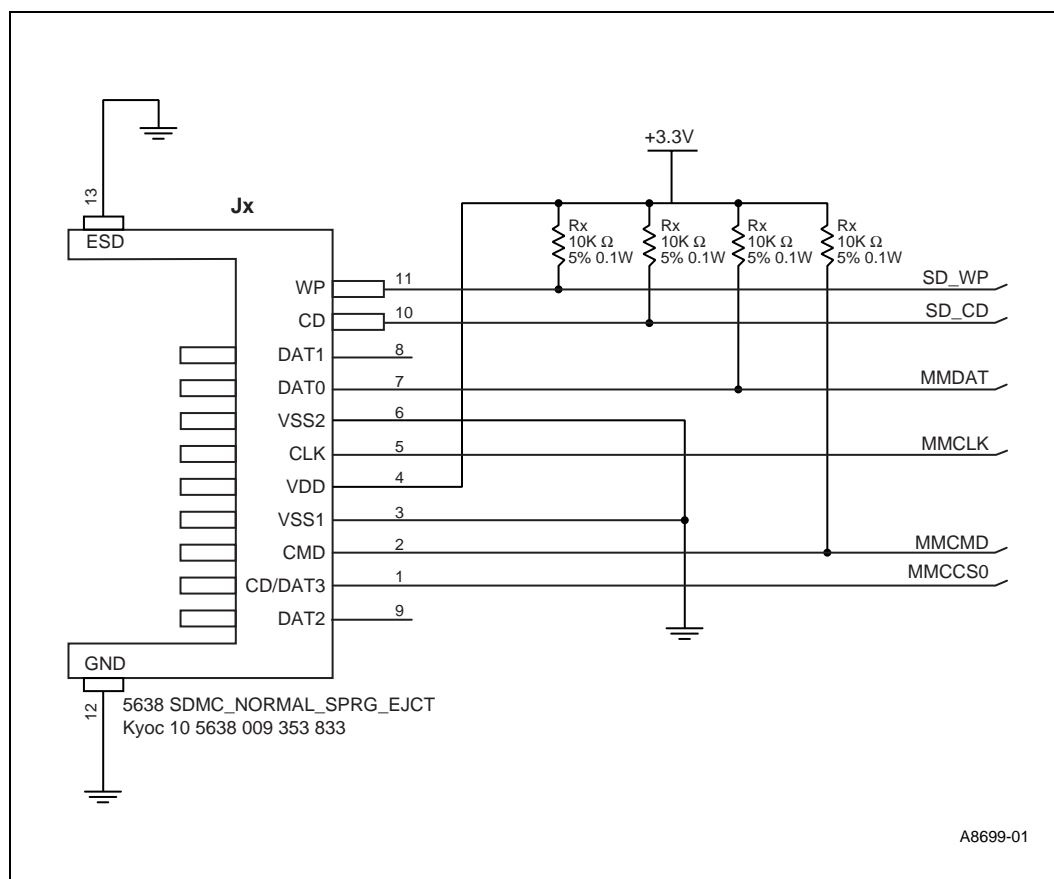 +3.3V
13
Jx
ESD
Rx
10K Ω
5% 0.1W
Rx
10K Ω
5% 0.1W
Rx
10K Ω
5% 0.1W
Rx
10K Ω
5% 0.1W
WP
11
SD_WP
CD
10
SD_CD
DAT1
8
DAT0
7
MMDAT
VSS2
6
CLK
5
MMCLK
VDD
4
VSS1
3
CMD
2
MMCMD
CD/DAT3
1
MMCCS0
DAT2
9
GND
12
5638 SDMC_NORMAL_SPRG_EJCT
Kyoc 10 5638 009 353 833
A8699-01